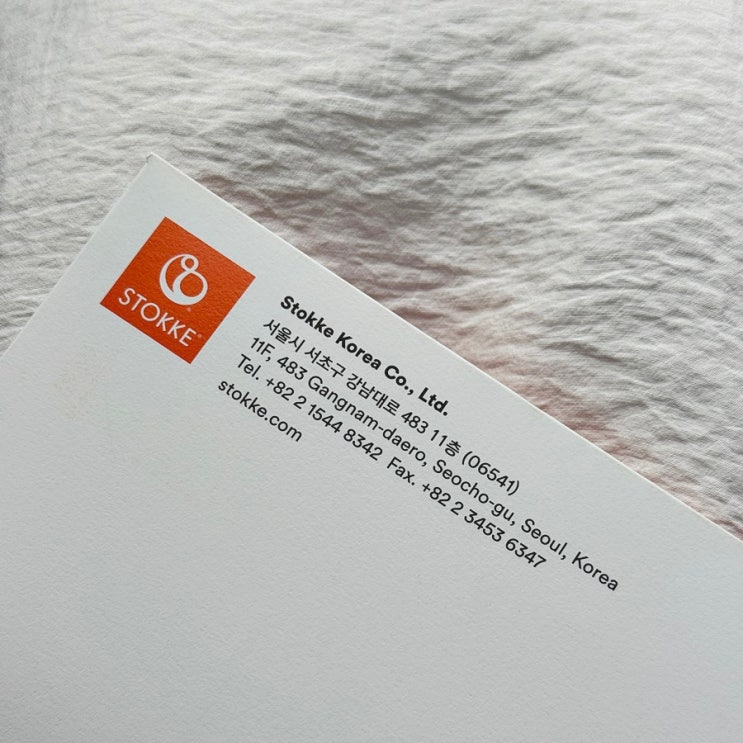 STOKKE®
Stokke Korea Co., Ltd.
서울시 서초구 강남대로 483 11층 (06541)
11F, 483 Gangnam-daero, Seocho-gu, Seoul, Korea
Tel. +82 2 1544 8342 Fax. +82 2 3453 6347
stokke.com